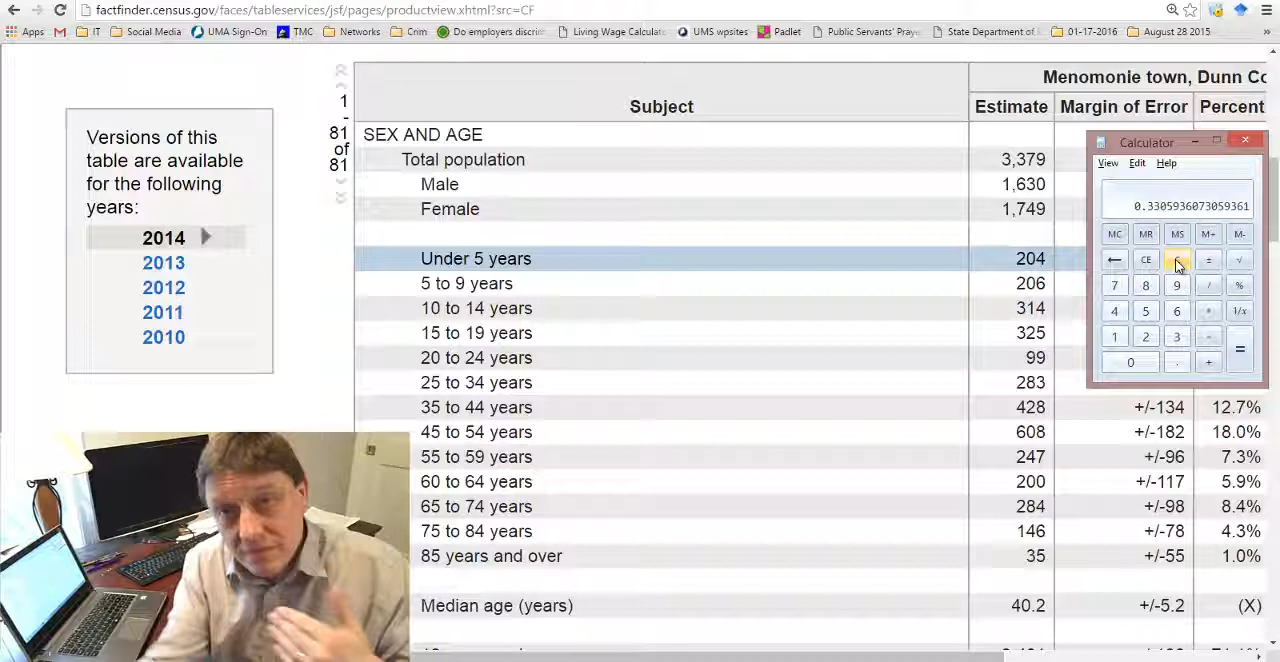 factfinder.census.gov/faces/tableservices/jsf/pages/productview.xhtml?src=CF
Apps IT Social Media UMA Sign-On TMC Networks Crim Do employers discrim Living Wage Calculat UMS wpsites Padlet Public Servants' Praye State Department of 01-17-2016 August 28 2015 »
Versions of this
table are available
for the following
years:
2014
2013
2012
2011
2010
1
-
81
of
81
Subject Menomonie town, Dunn Co
Estimate Margin of Error Percent
SEX AND AGE
Total population 3,379
Male 1,630
Female 1,749
Under 5 years 204
5 to 9 years 206
10 to 14 years 314
15 to 19 years 325
20 to 24 years 99
25 to 34 years 283
35 to 44 years 428 +/-134 12.7%
45 to 54 years 608 +/-182 18.0%
55 to 59 years 247 +/-96 7.3%
60 to 64 years 200 +/-117 5.9%
65 to 74 years 284 +/-98 8.4%
75 to 84 years 146 +/-78 4.3%
85 years and over 35 +/-55 1.0%
Median age (years) 40.2 +/-5.2 (X)
Calculator
View Edit Help
0.3305936073059361
MC MR MS M+ M-
← CE C ± √
7 8 9 / %
4 5 6 * 1/x
1 2 3 - =
0 . +